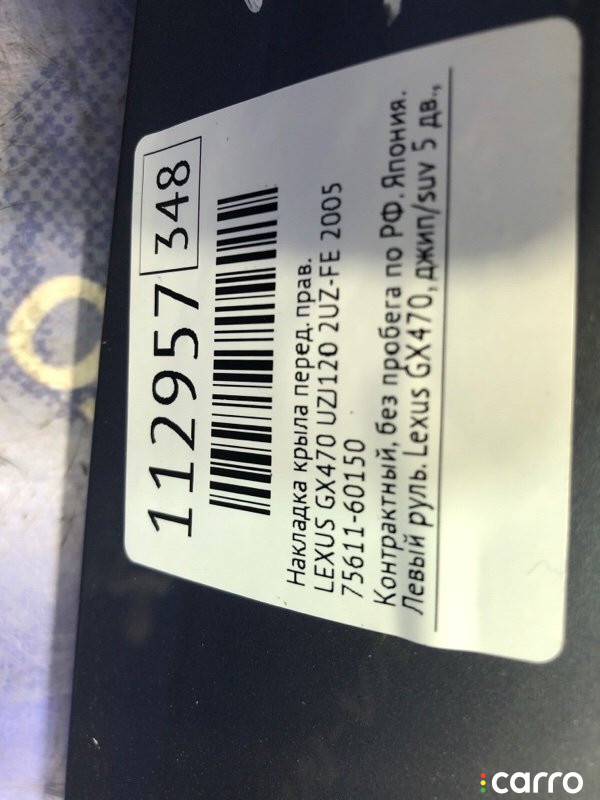 112957 348
Накладка крыла перед. прав.
LEXUS GX470 UZJ120 2UZ-FE 2005
75611-60150
Контрактный, без пробега по РФ. Япония.
Левый руль. Lexus GX470, джип/suv 5 дв.,
carro